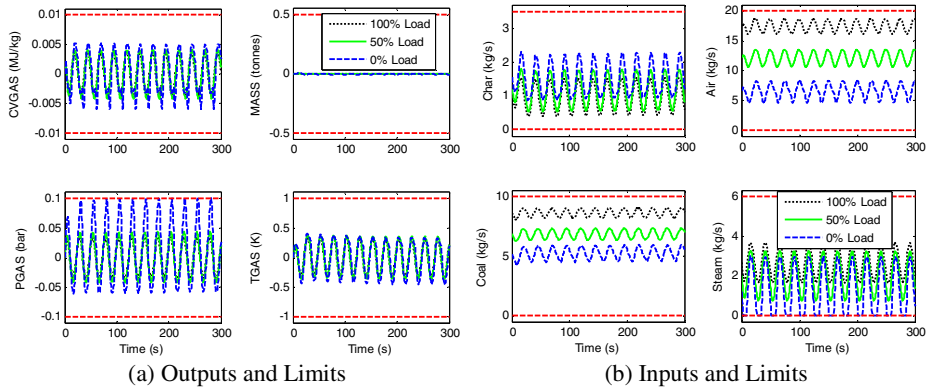 CVGAS (MJ/kg)
0.01
0.005
0
-0.005
-0.01
0 100 200 300
MASS (tonnes)
0.5
0
-0.5
0 100 200 300
100% Load
50% Load
0% Load
PGAS (bar)
0.1
0.05
0
-0.05
-0.1
0 100 200 300
Time (s)
TGAS (K)
1
0.5
0
-0.5
-1
0 100 200 300
Time (s)
(a) Outputs and Limits
Char (kg/s)
3
2
1
0
0 100 200 300
Air (kg/s)
20
15
10
5
0
0 100 200 300
Coal (kg/s)
10
5
0
0 100 200 300
Time (s)
Steam (kg/s)
6
4
2
0
0 100 200 300
100% Load
50% Load
0% Load
Time (s)
(b) Inputs and Limits